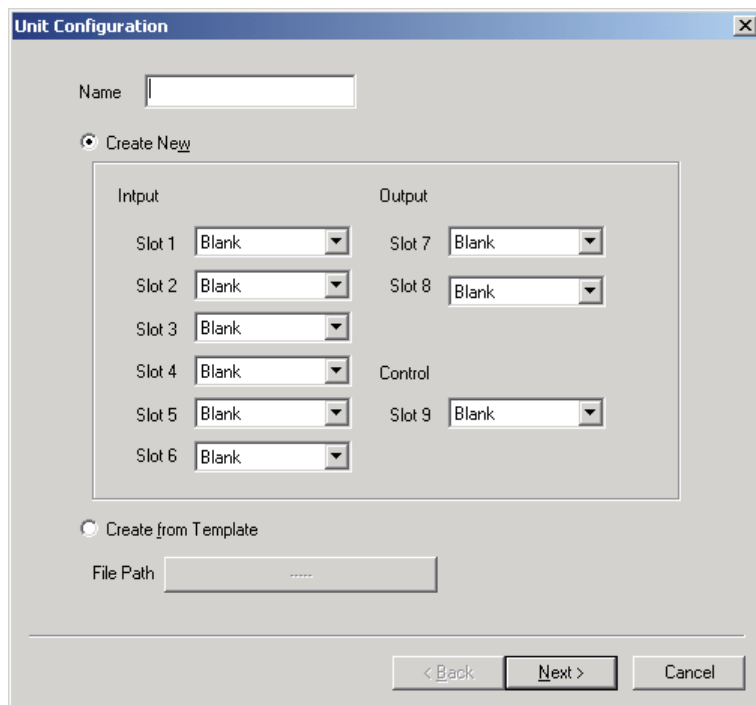 Unit Configuration
Name
Create New
Intput
Output
Slot 1 Blank
Slot 7 Blank
Slot 2 Blank
Slot 8 Blank
Slot 3 Blank
Slot 4 Blank
Control
Slot 5 Blank
Slot 9 Blank
Slot 6 Blank
Create from Template
File Path -----
< Back
Next >
Cancel